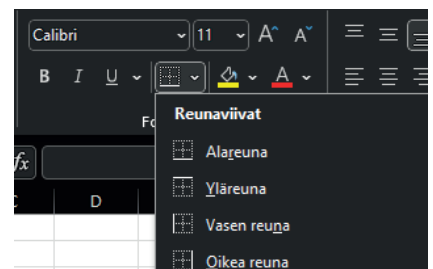 Calibri 11 A A
B I U A
Fo
Reunaviivat
fx
Alareuna
D
Yläreuna
Vasen reuna
Oikea reuna